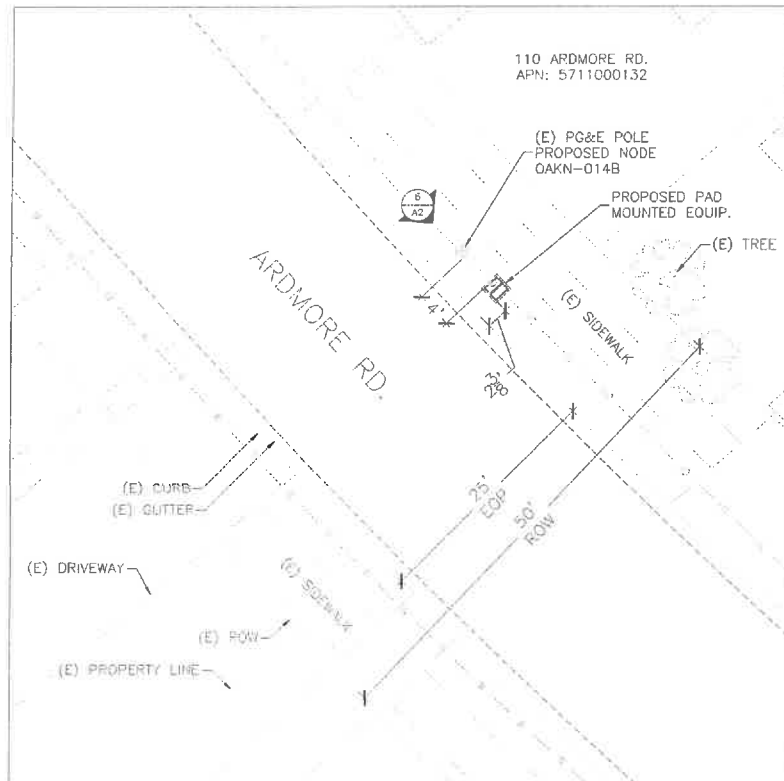 110 ARDMORE RD.
APN: 5711000132
(E) PG&E POLE
PROPOSED NODE
OAKN-014B
6
A2
PROPOSED PAD
MOUNTED EQUIP.
(E) TREE
ARDMORE RD.
4'
(E) SIDEWALK
25'
EOP
50'
ROW
(E) CURB
(E) GUTTER
(E) DRIVEWAY
(E) SIDEWALK
(E) ROW
(E) PROPERTY LINE